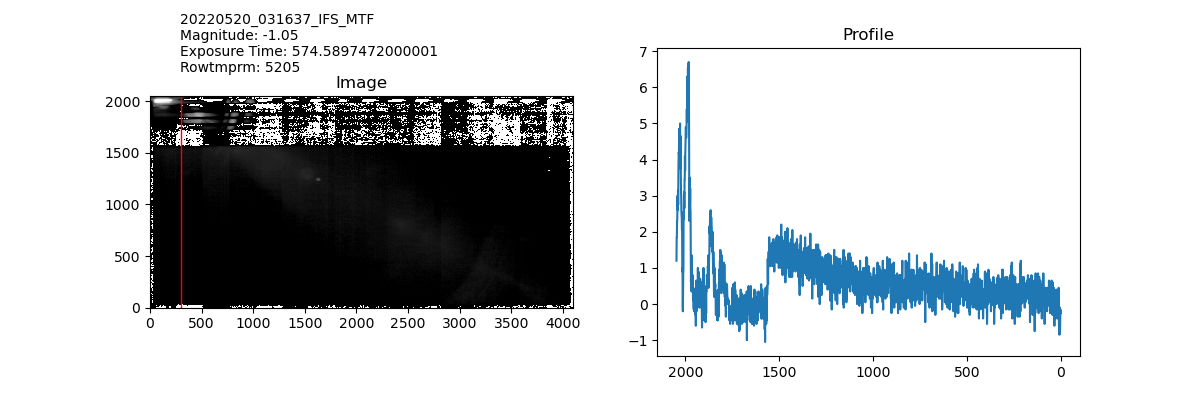 20220520_031637_IFS_MTF
Magnitude: -1.05
Exposure Time: 574.5897472000001
Rowtmprm: 5205
Image
2000
1500
1000
500
0
0 500 1000 1500 2000 2500 3000 3500 4000
Profile
7
6
5
4
3
2
1
0
−1
2000 1500 1000 500 0